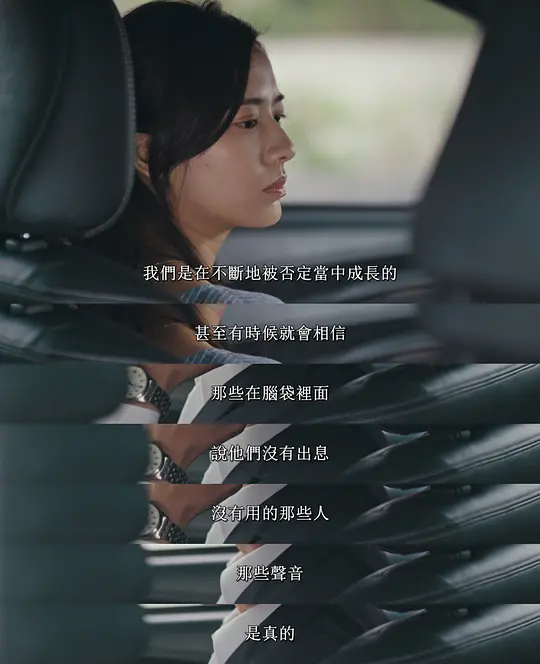 我們是在不斷地被否定當中成長的
甚至有時候就會相信
那些在腦袋裡面
說他們沒有出息
沒有用的那些人
那些聲音
是真的